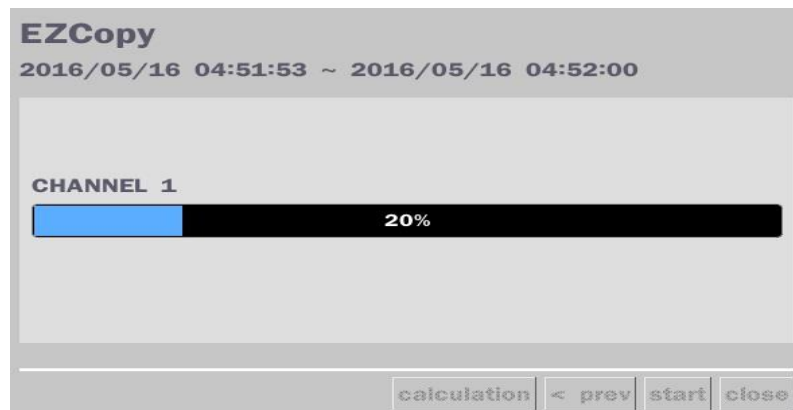 EZCopy
2016/05/16 04:51:53 ~ 2016/05/16 04:52:00
CHANNEL 1
20%
calculation < prev start close